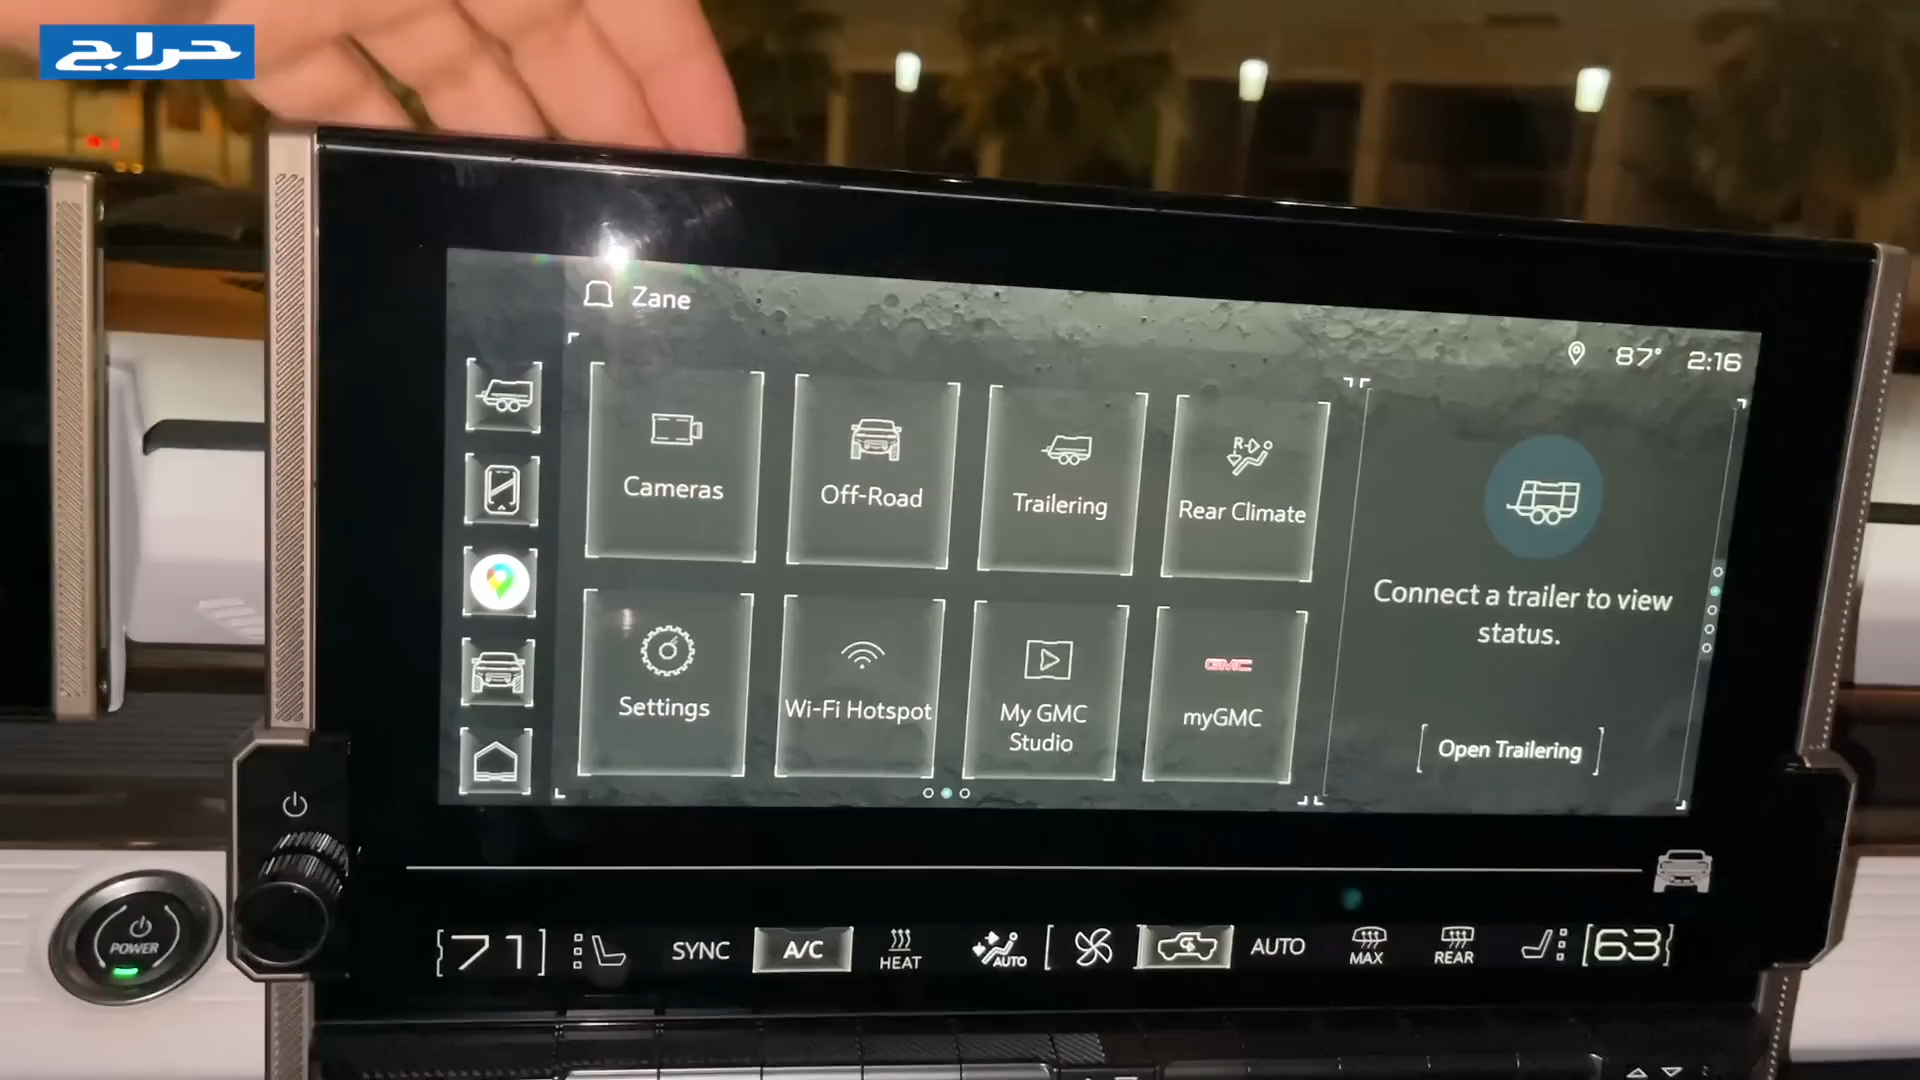 حراج
Zane
87° 2:16
Cameras
Off-Road
Trailering
R
Rear Climate
Connect a trailer to view
status.
Settings
Wi-Fi Hotspot
My GMC
Studio
GMC
myGMC
Open Trailering
POWER
71
SYNC
A/C
HEAT
AUTO
AUTO
MAX
REAR
63